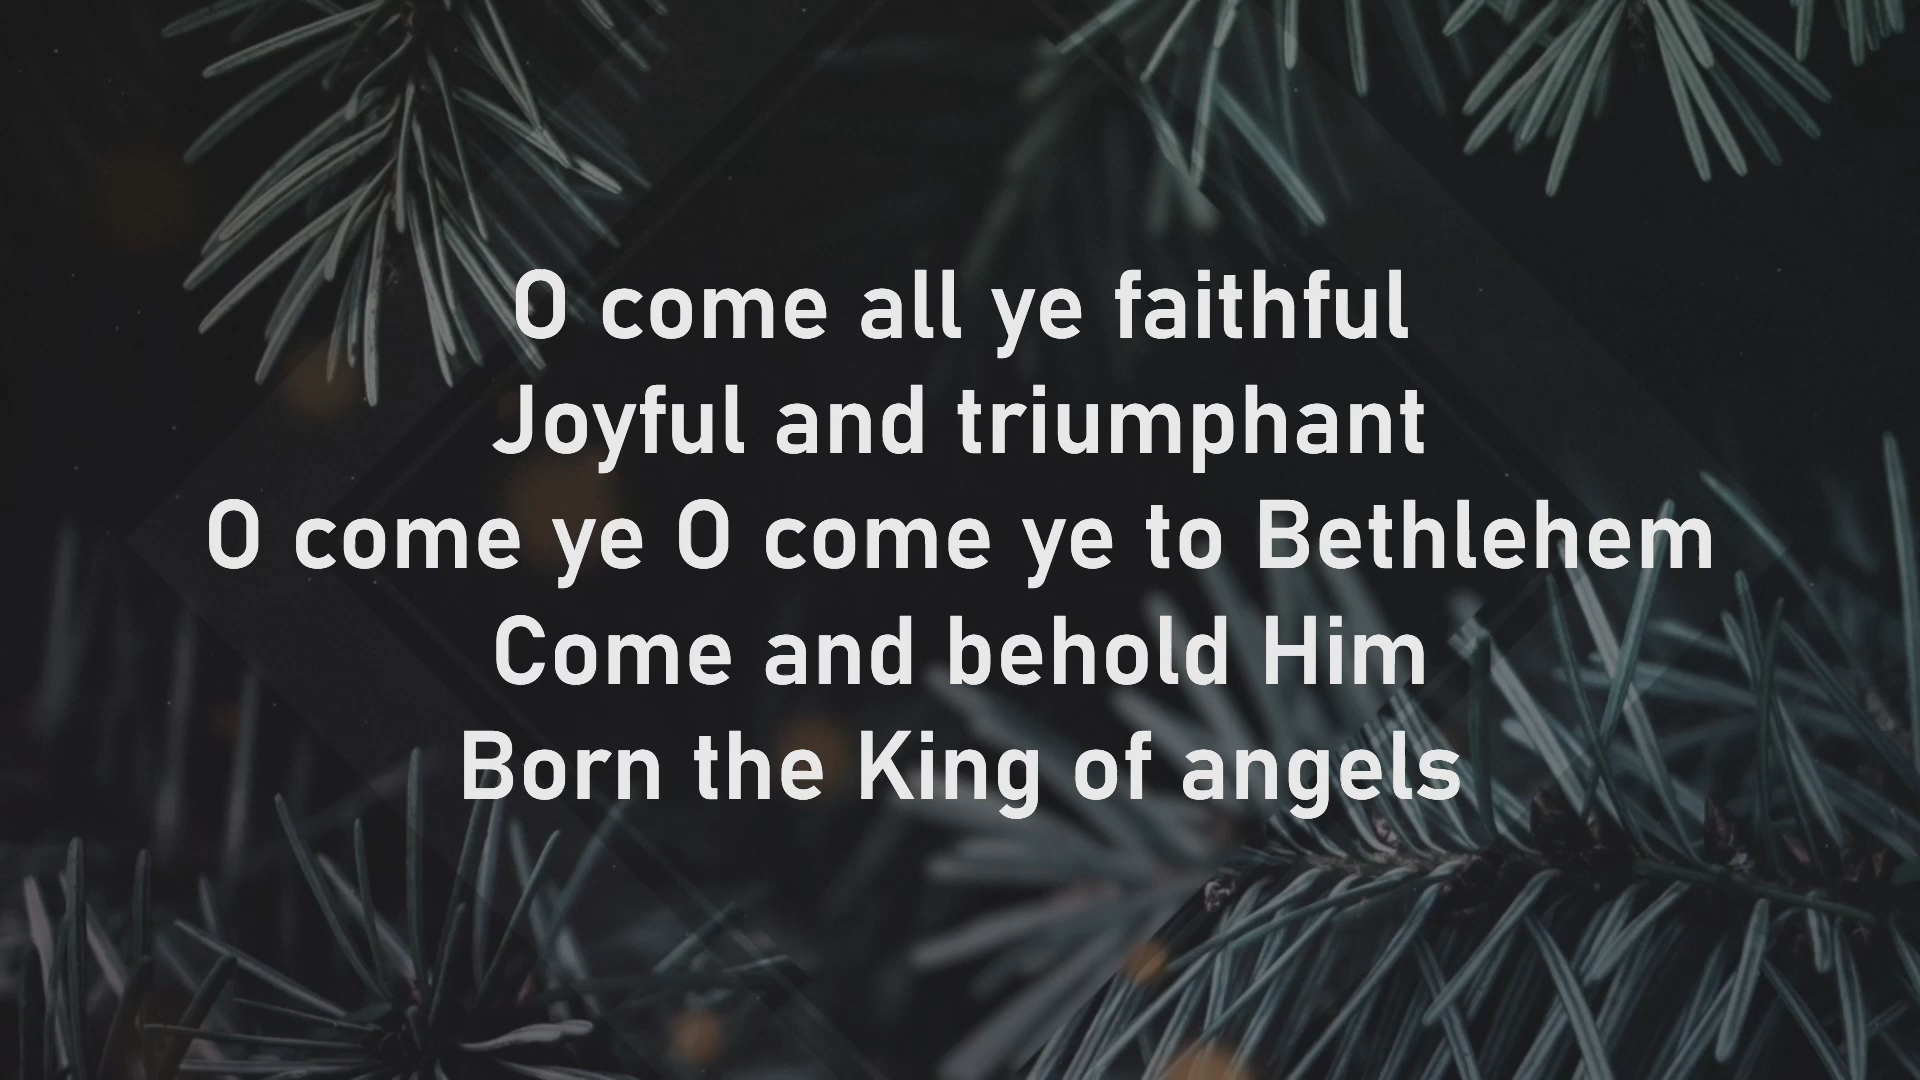 O come all ye faithful
Joyful and triumphant
O come ye O come ye to Bethlehem
Come and behold Him
Born the King of angels